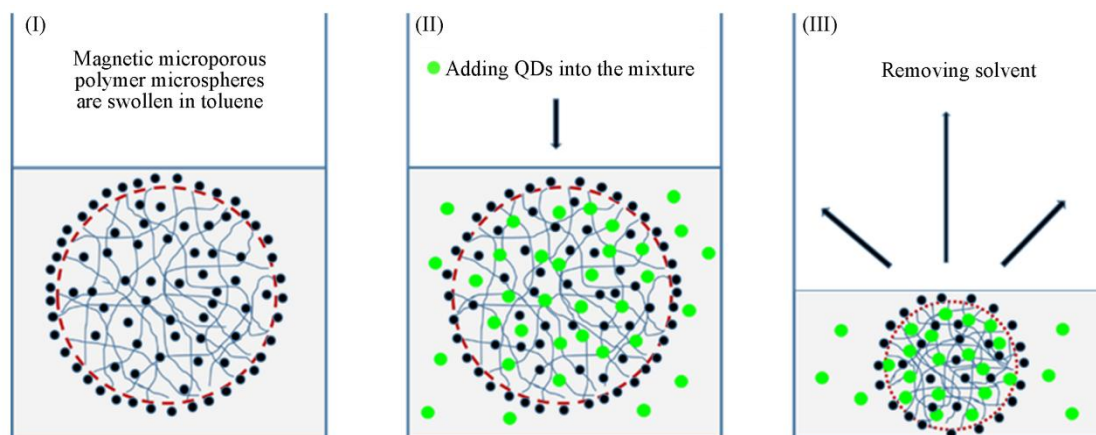 (I)
Magnetic microporous
polymer microspheres
are swollen in toluene
(II)
Adding QDs into the mixture
(III)
Removing solvent